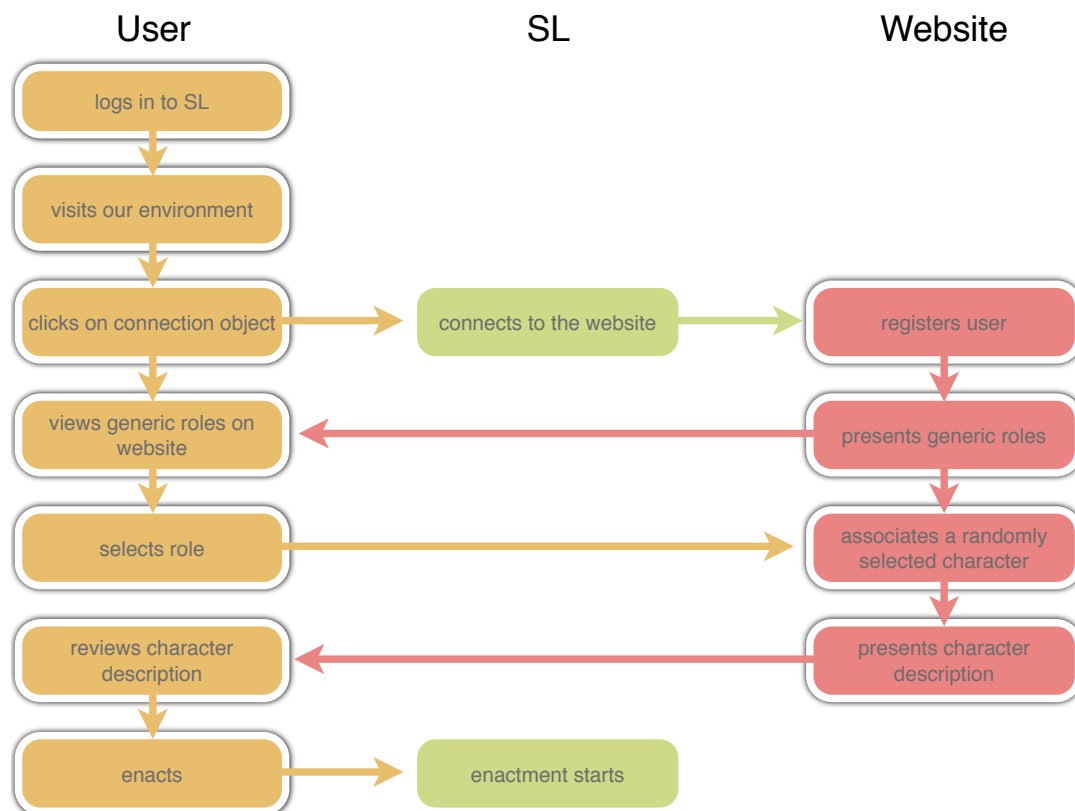 User
SL
Website
logs in to SL
visits our environment
clicks on connection object
connects to the website
registers user
views generic roles on
website
presents generic roles
selects role
associates a randomly
selected character
reviews character
description
presents character
description
enacts
enactment starts